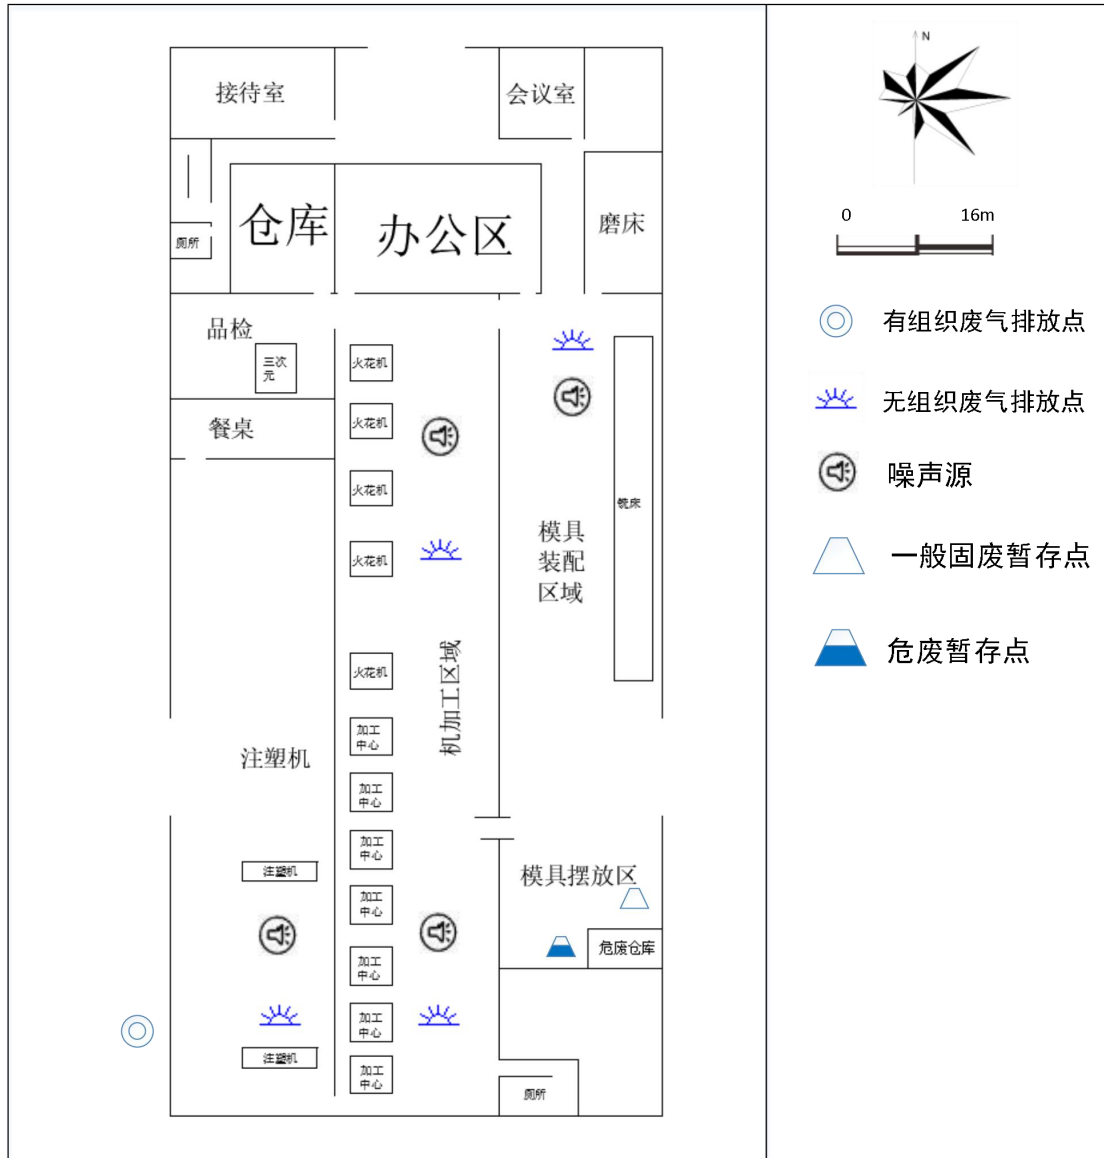 接待室
会议室
仓库
办公区
磨床
厕所
品检
三次
元
餐桌
火花机
火花机
火花机
火花机
火花机
铣床
模具
装配
区域
机加工区域
注塑机
加工
中心
加工
中心
加工
中心
加工
中心
加工
中心
加工
中心
加工
中心
注塑机
注塑机
模具摆放区
危废仓库
厕所
N
0
16m
有组织废气排放点
无组织废气排放点
噪声源
一般固废暂存点
危废暂存点